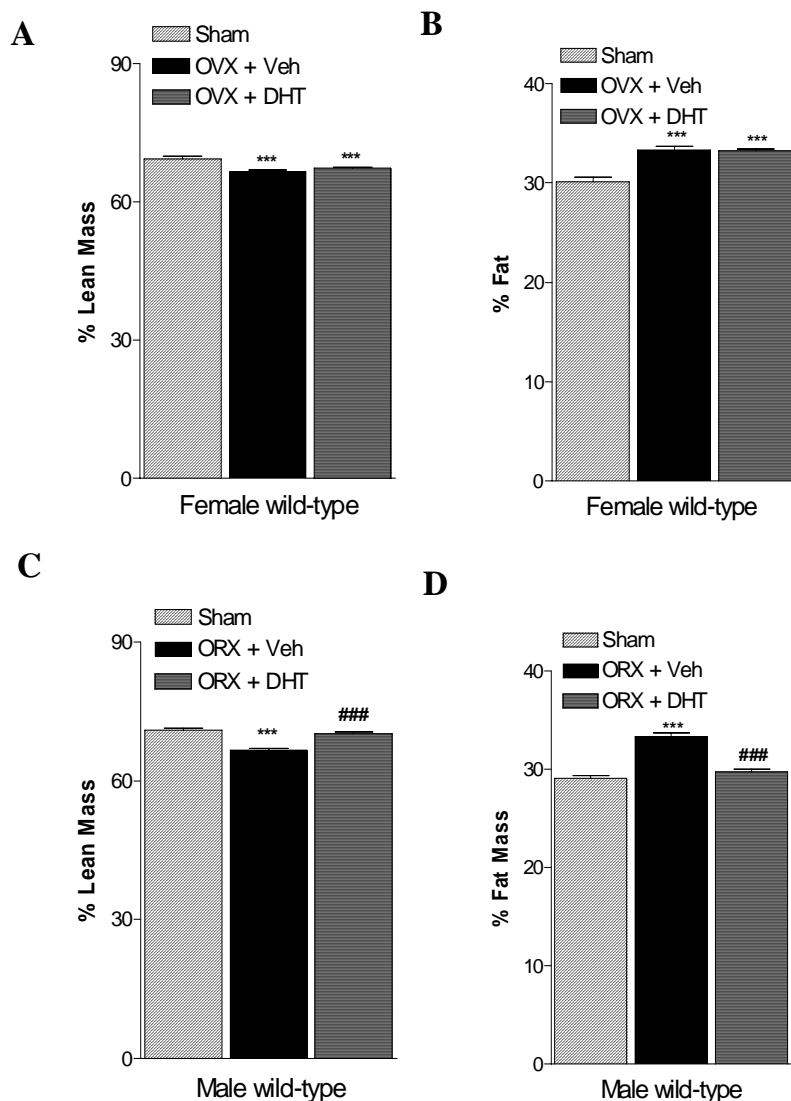 A
Sham
OVX + Veh
OVX + DHT
90
60
30
0
% Lean Mass
***
***
Female wild-type
B
Sham
OVX + Veh
OVX + DHT
40
30
20
10
0
% Fat
***
***
Female wild-type
C
Sham
ORX + Veh
ORX + DHT
90
60
30
0
% Lean Mass
***
###
Male wild-type
D
Sham
ORX + Veh
ORX + DHT
40
30
20
10
0
% Fat Mass
***
###
Male wild-type